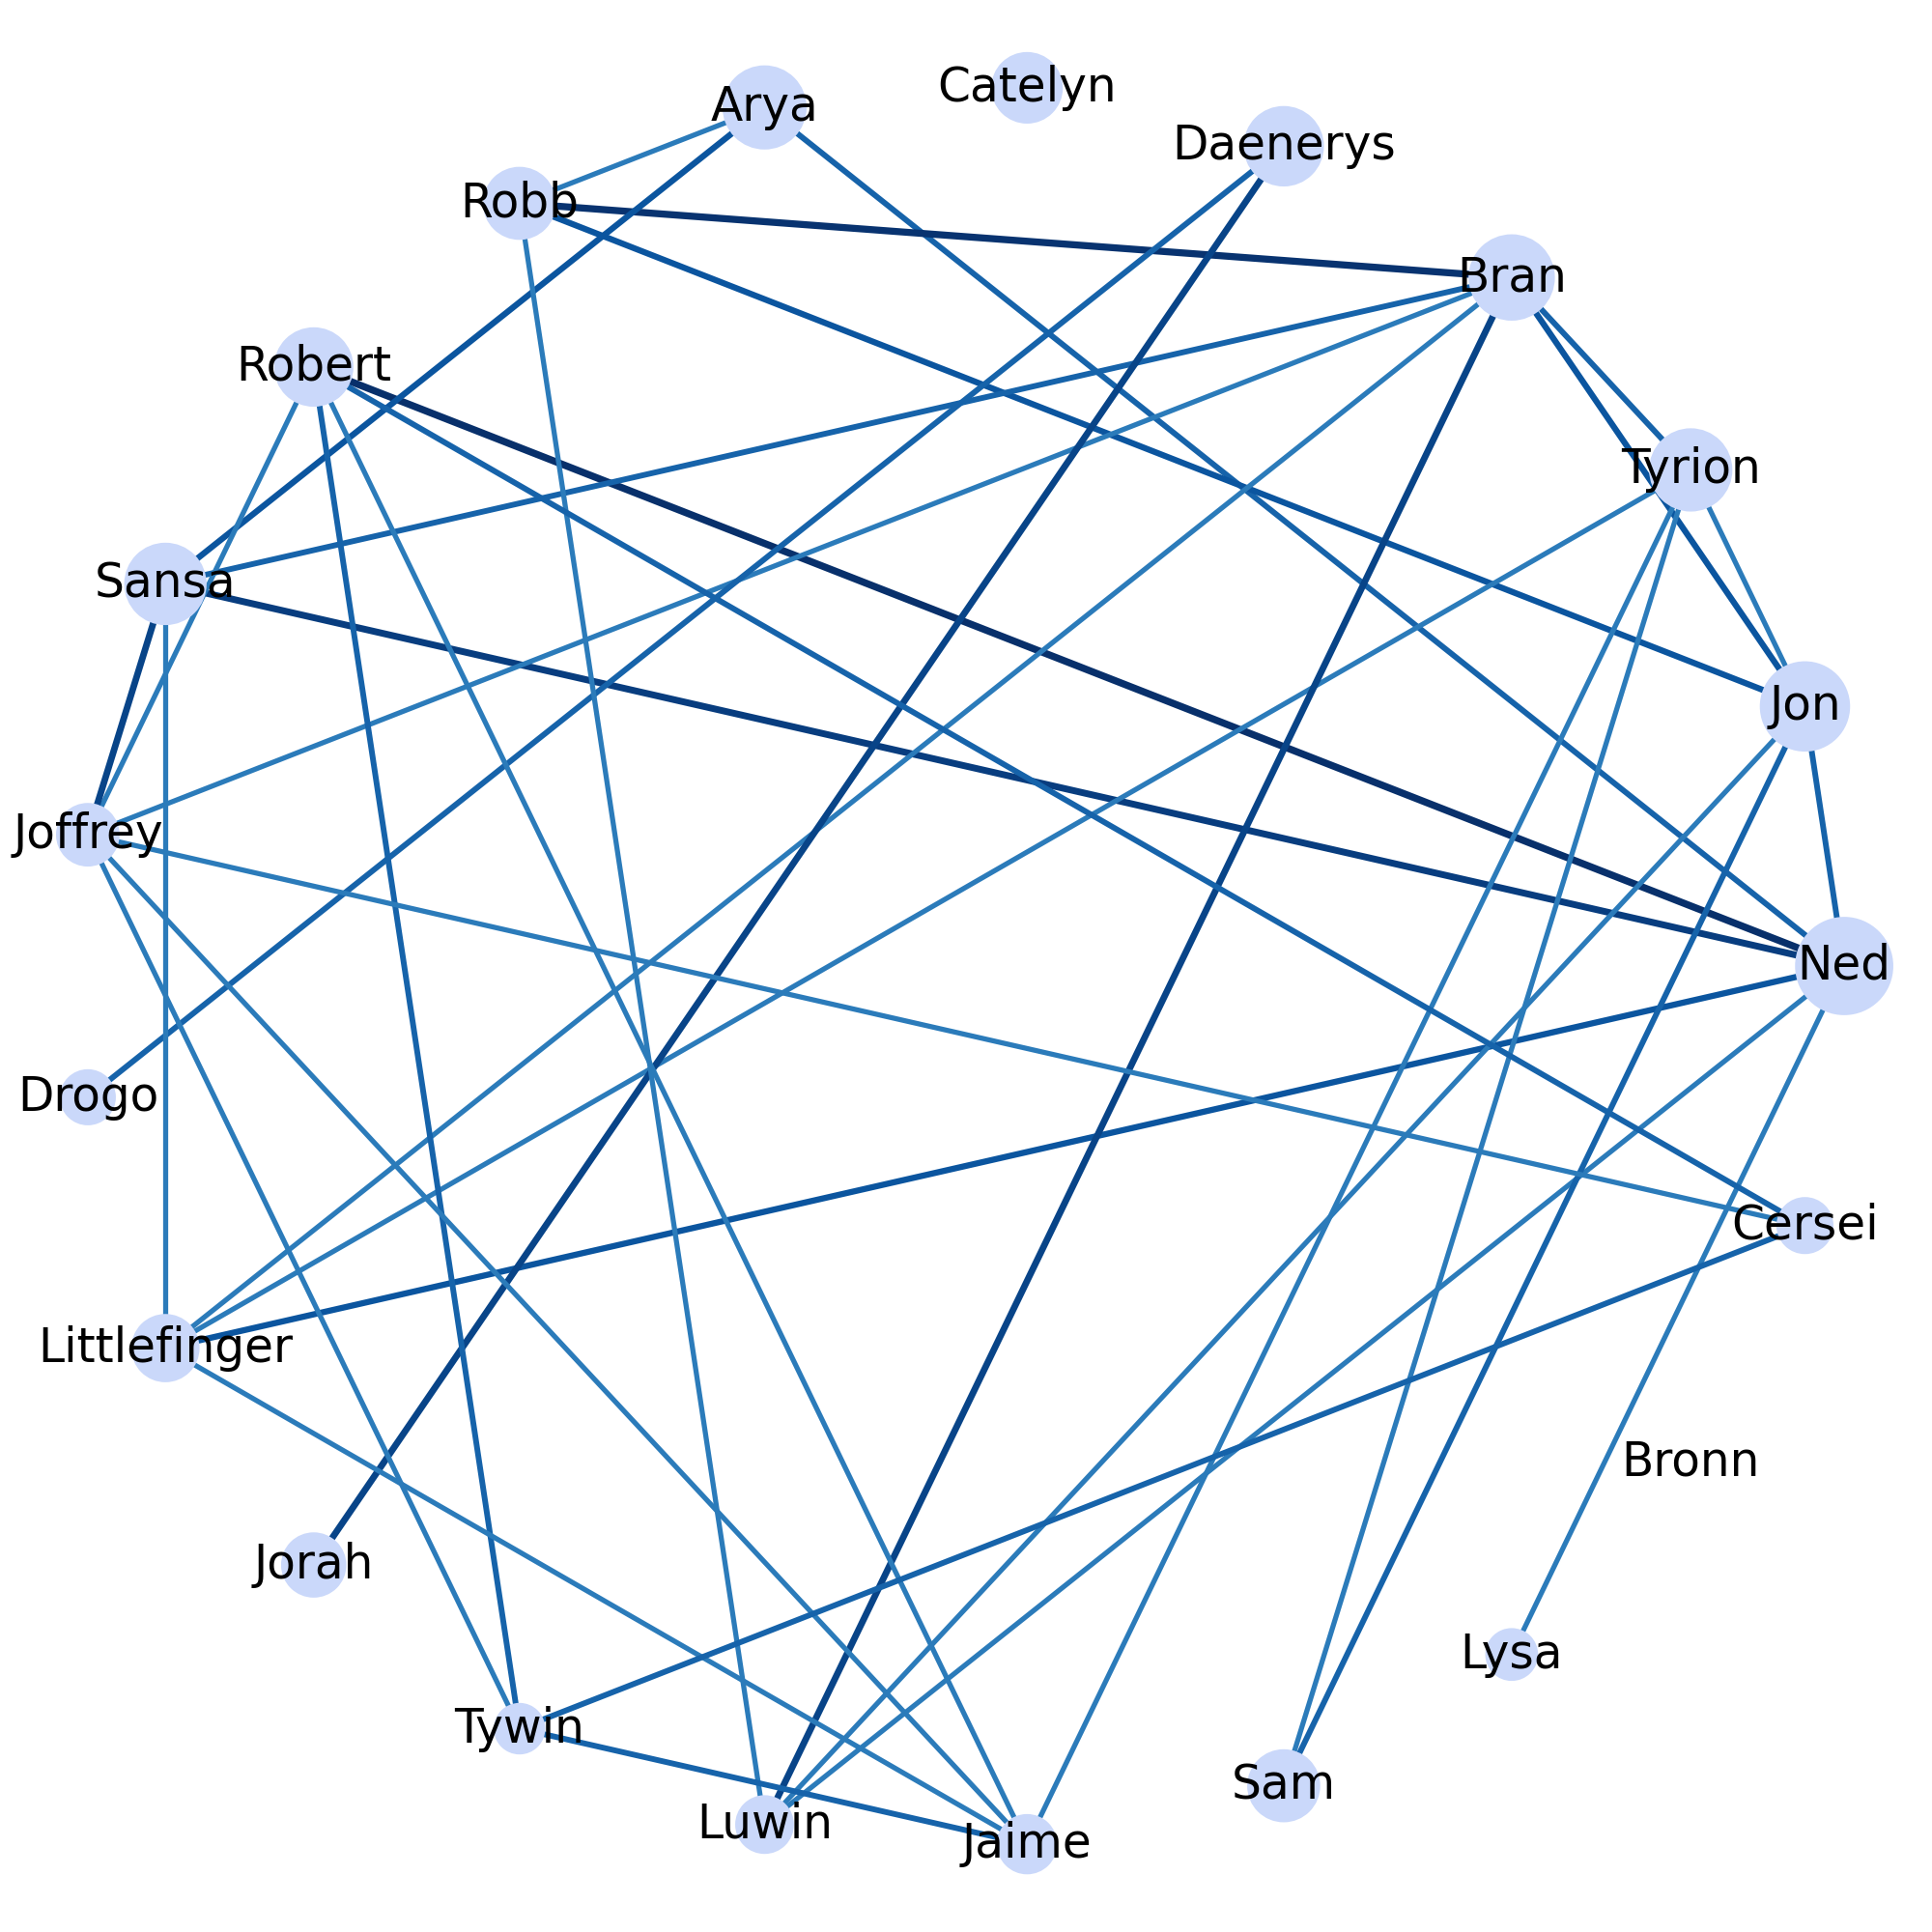 Catelyn
Arya
Daenerys
Robb
Bran
Robert
Tyrion
Sansa
Jon
Joffrey
Ned
Drogo
Cersei
Littlefinger
Bronn
Jorah
Lysa
Tywin
Sam
Luwin
Jaime